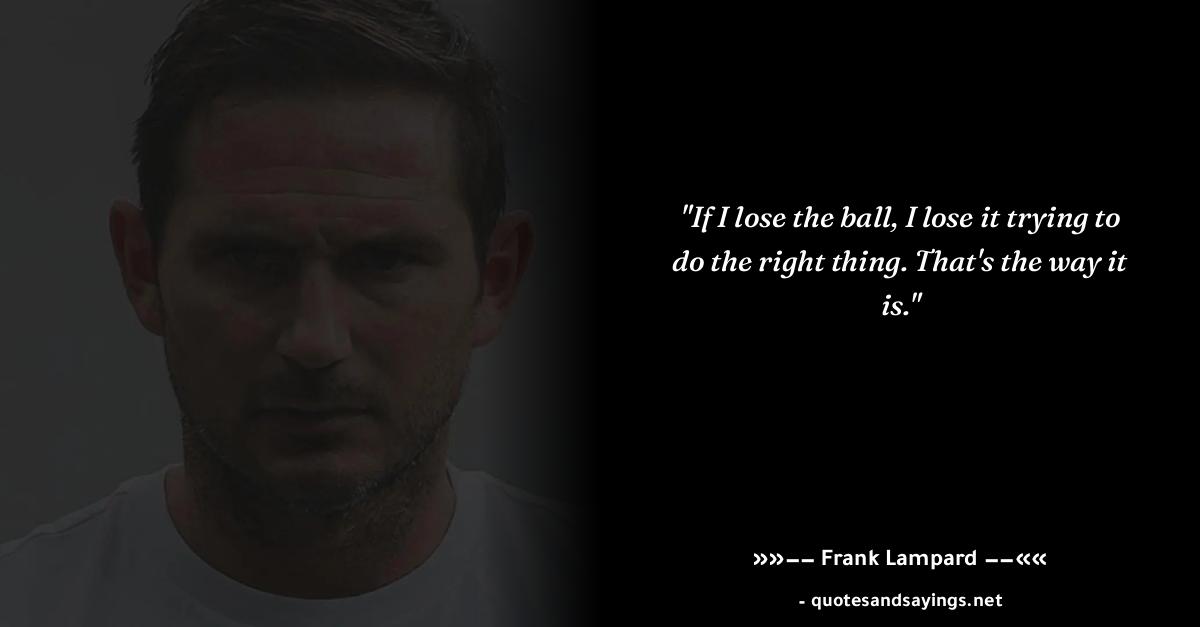 "If I lose the ball, I lose it trying to
do the right thing. That's the way it
is."
»»–– Frank Lampard ––««
- quotesandsayings.net